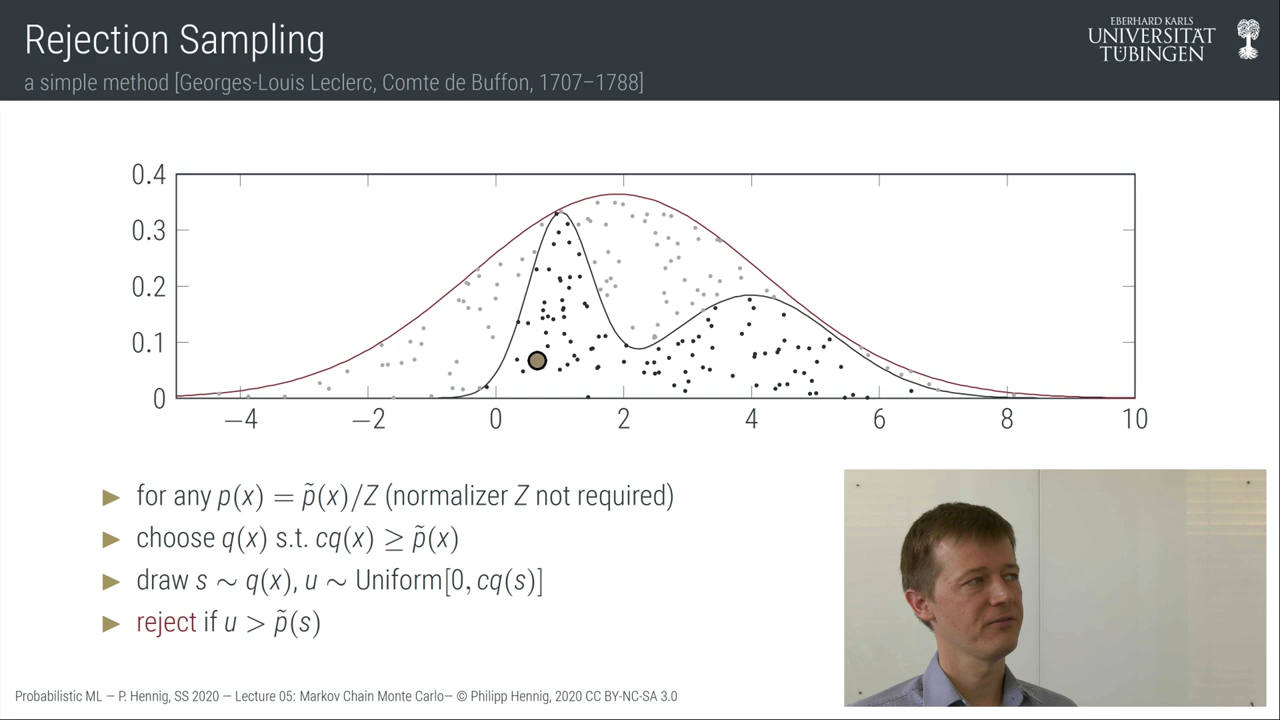 Rejection Sampling
a simple method [Georges-Louis Leclerc, Comte de Buffon, 1707–1788]
EBERHARD KARLS
UNIVERSITÄT
TÜBINGEN
0.4
0.3
0.2
0.1
0
−4 −2 0 2 4 6 8 10
▶ for any p(x) = p̃(x)/Z (normalizer Z not required)
▶ choose q(x) s.t. cq(x) ≥ p̃(x)
▶ draw s ∼ q(x), u ∼ Uniform[0, cq(s)]
▶ reject if u > p̃(s)
Probabilistic ML — P. Hennig, SS 2020 — Lecture 05: Markov Chain Monte Carlo— © Philipp Hennig, 2020 CC BY-NC-SA 3.0